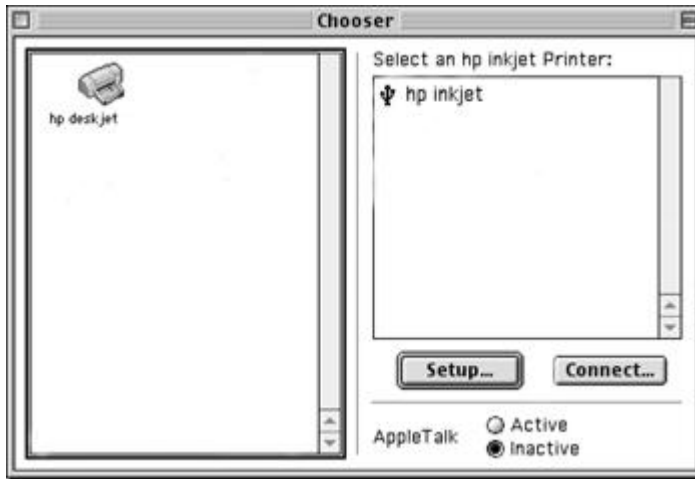 Chooser
hp deskjet
Select an hp inkjet Printer:
hp inkjet
Setup...
Connect...
AppleTalk
Active
Inactive